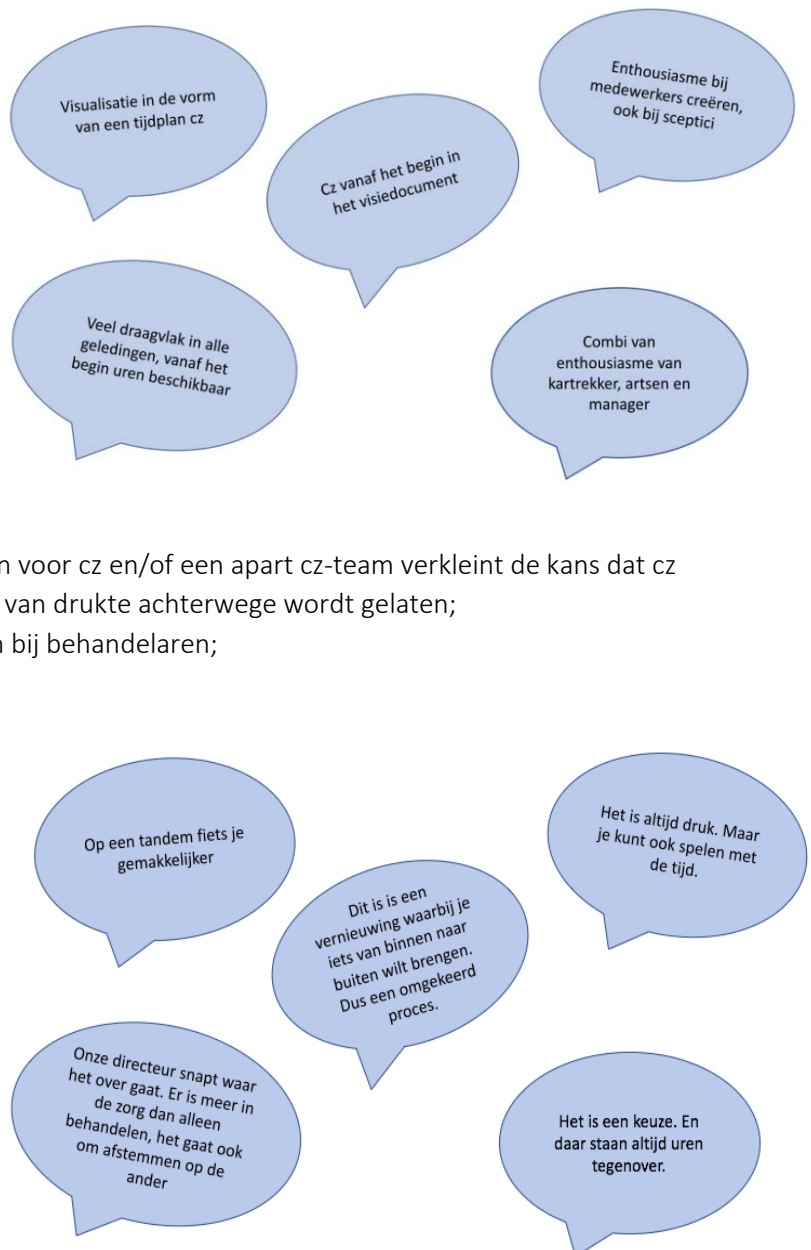 Visualisatie in de vorm
van een tijdplan cz
Enthousiasme bij
medewerkers creëren,
ook bij sceptici
Cz vanaf het begin in
het visiedocument
Veel draagvlak in alle
geledingen, vanaf het
begin uren beschikbaar
Combi van
enthousiasme van
kartrekker, artsen en
manager
n voor cz en/of een apart cz-team verkleint de kans dat cz
van drukte achterwege wordt gelaten;
n bij behandelaren;
Op een tandem fiets je
gemakkelijker
Het is altijd druk. Maar
je kunt ook spelen met
de tijd.
Dit is is een
vernieuwing waarbij je
iets van binnen naar
buiten wilt brengen.
Dus een omgekeerd
proces.
Onze directeur snapt waar
het over gaat. Er is meer in
de zorg dan alleen
behandelen, het gaat ook
om afstemmen op de
ander
Het is een keuze. En
daar staan altijd uren
tegenover.